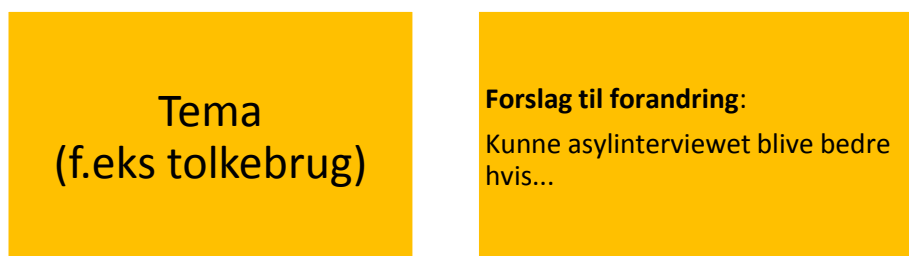 Tema
(f.eks tolkebrug)
Forslag til forandring:
Kunne asylinterviewet blive bedre
hvis...